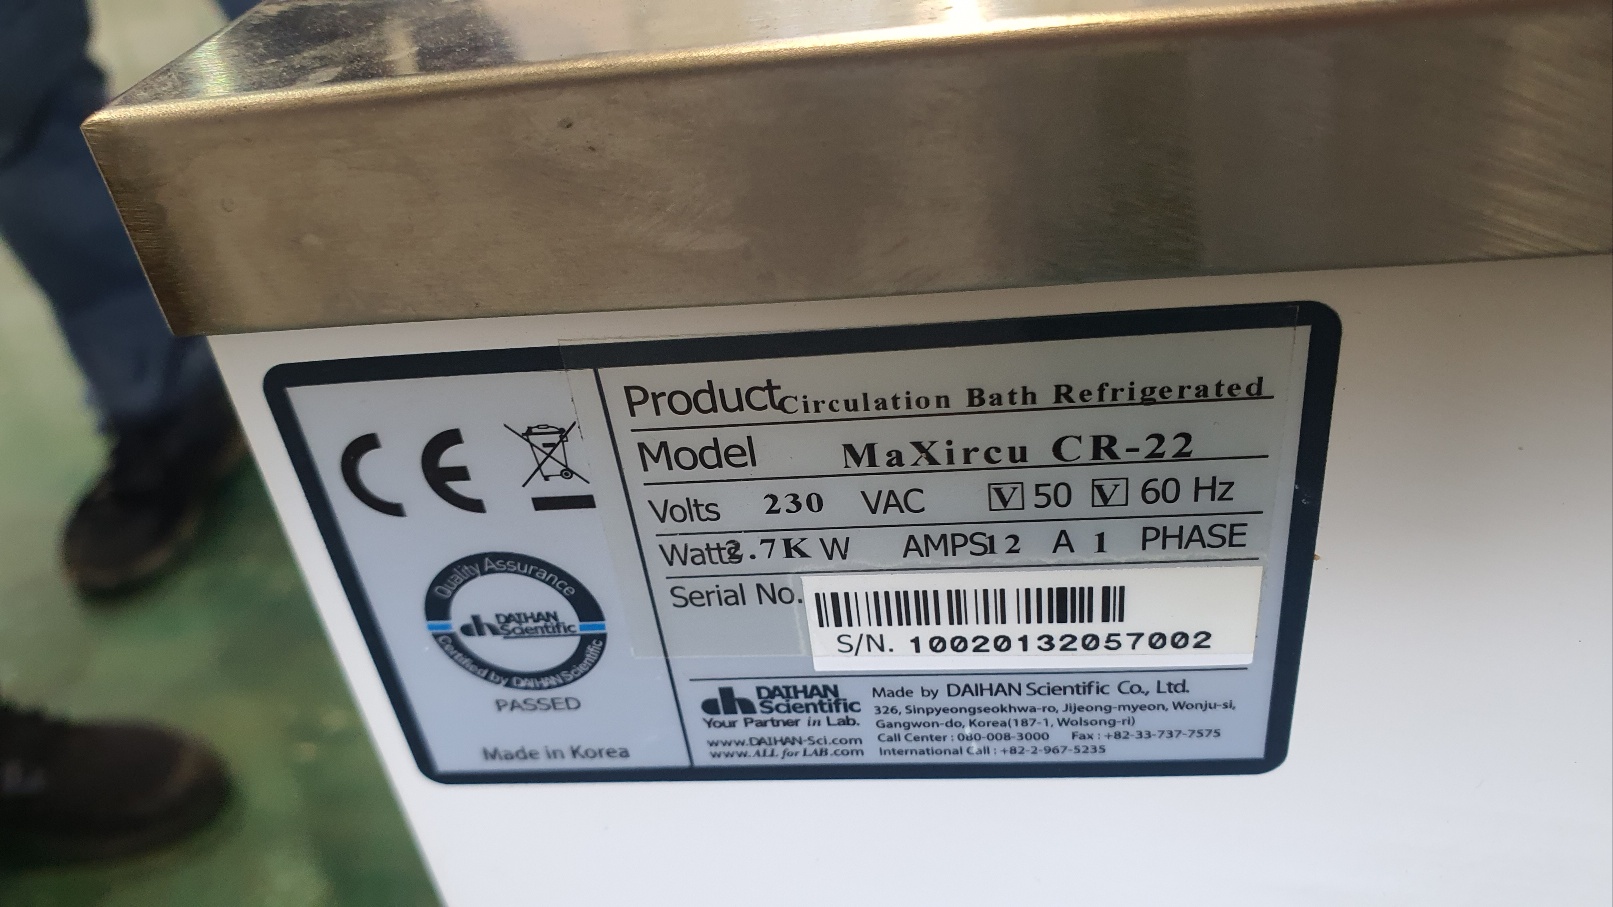 CE
Quality Assurance
DAIHAN
Scientific
Certified by DAIHAN Scientific
PASSED
Made in Korea
Product Circulation Bath Refrigerated
Model MaXircu CR-22
Volts 230 VAC V 50 V 60 Hz
Watts 2.7K W AMPS 12 A 1 PHASE
Serial No.
S/N. 10020132057002
dh DAIHAN
Scientific
Your Partner in Lab.
www.DAIHAN-Sci.com
www.ALL for LAB.com
Made by DAIHAN Scientific Co., Ltd.
326, Sinpyeongseokhwa-ro, Jijeong-myeon, Wonju-si,
Gangwon-do, Korea(187-1, Wolsong-ri)
Call Center : 080-008-3000 Fax : +82-33-737-7575
International Call : +82-2-967-5235